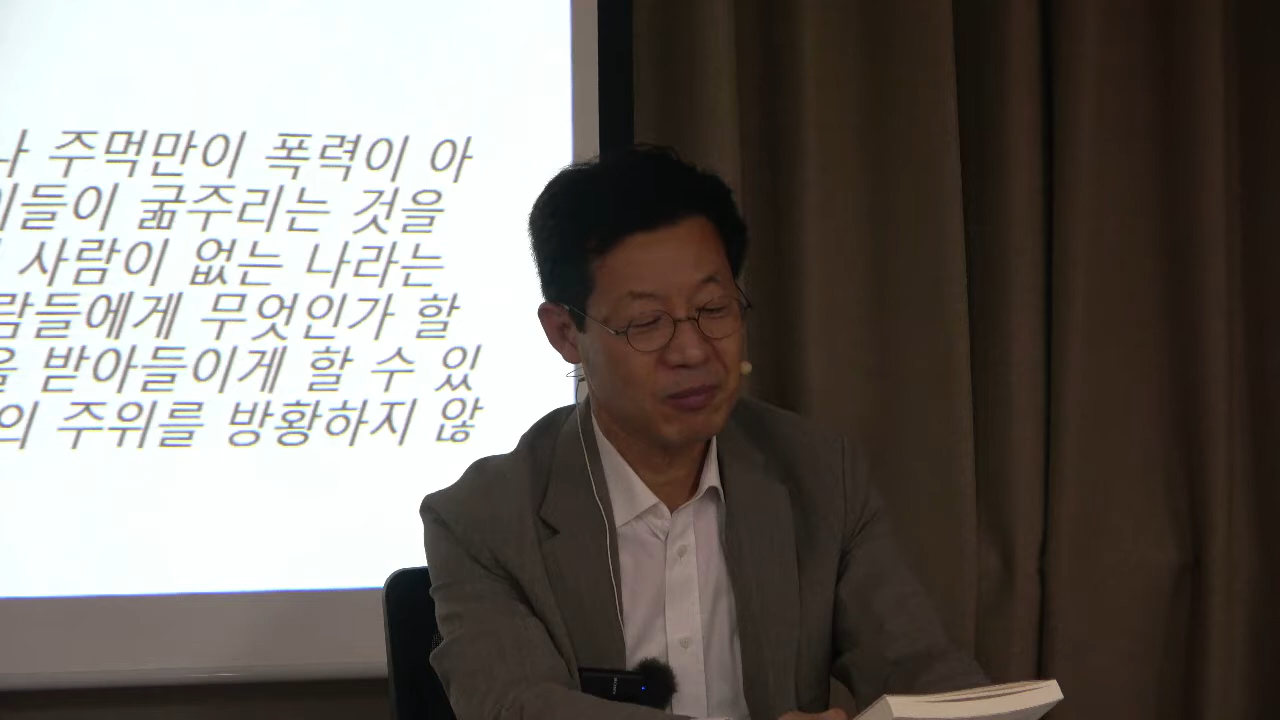 나 주먹만이 폭력이 아
이들이 굶주리는 것을
사람이 없는 나라는
람들에게 무엇인가 할
을 받아들이게 할 수 있
의 주위를 방황하지 않